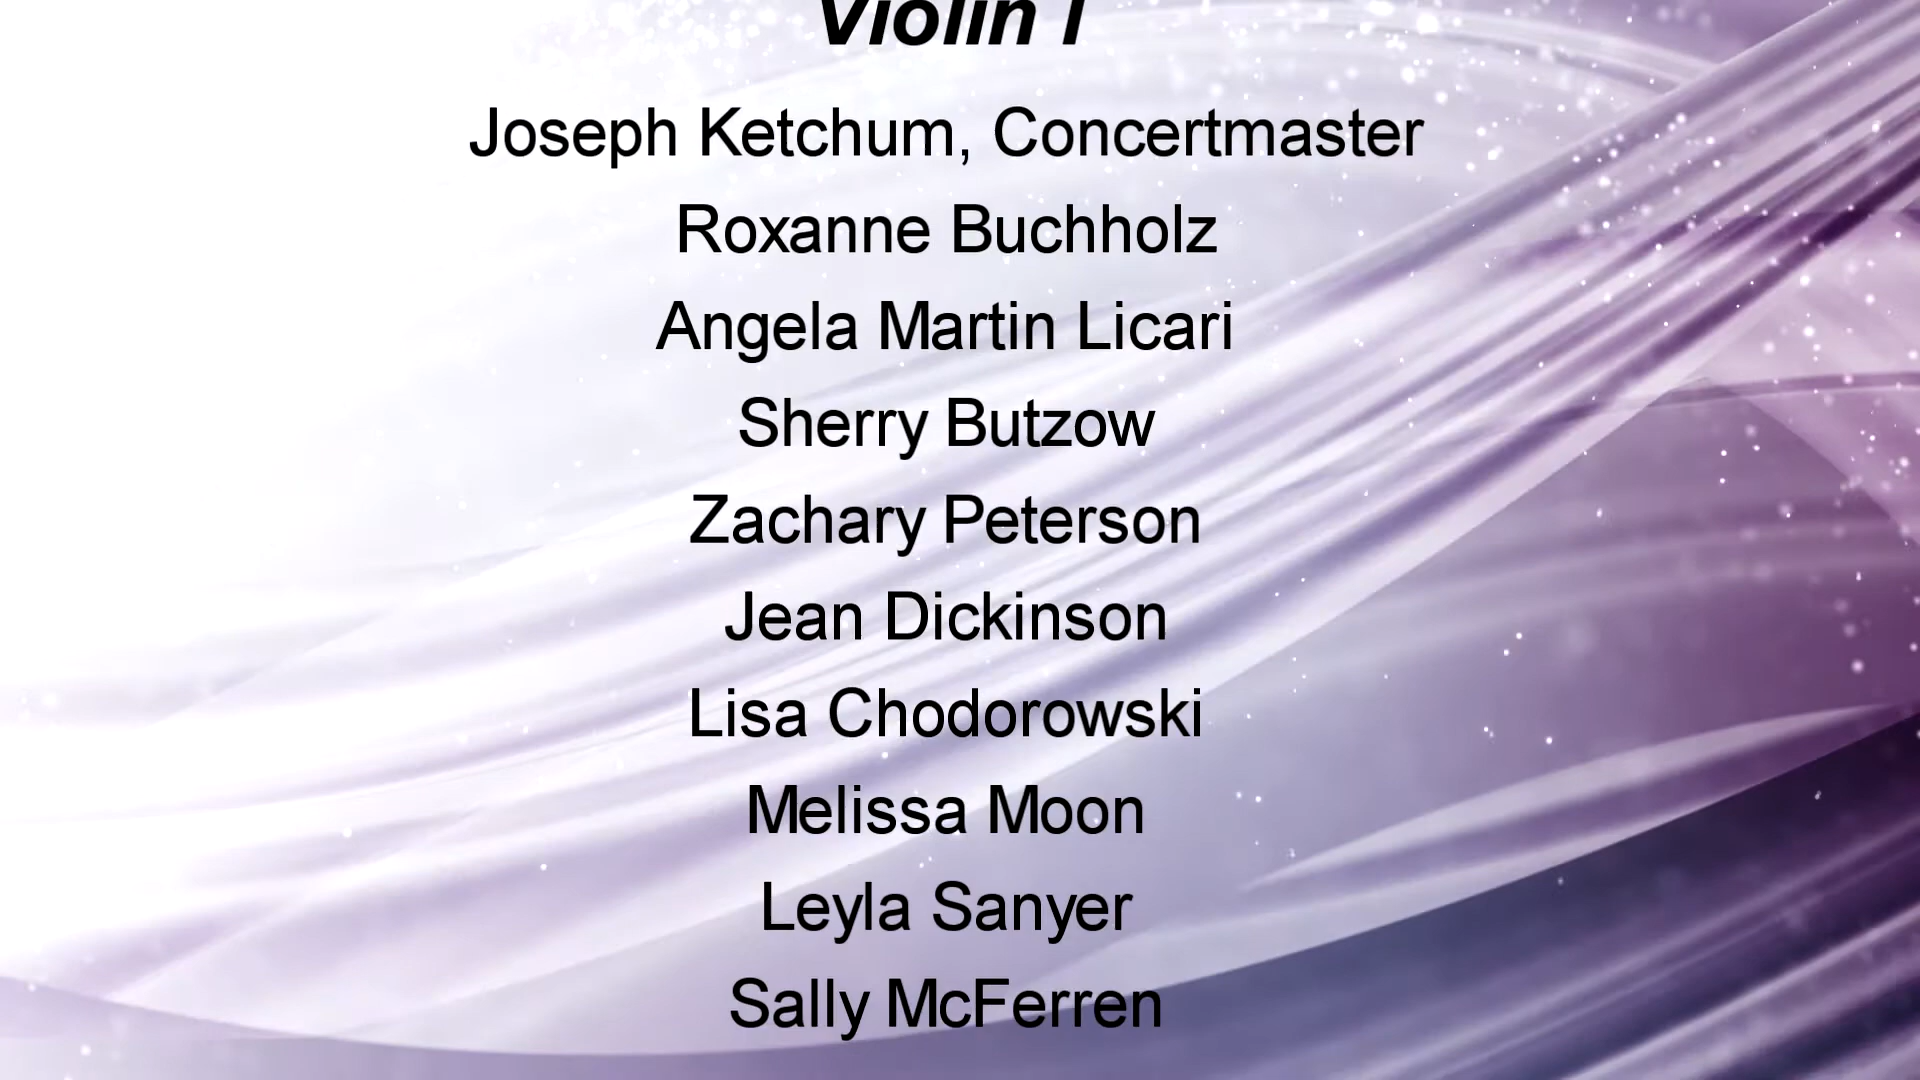 Violin I
Joseph Ketchum, Concertmaster
Roxanne Buchholz
Angela Martin Licari
Sherry Butzow
Zachary Peterson
Jean Dickinson
Lisa Chodorowski
Melissa Moon
Leyla Sanyer
Sally McFerren